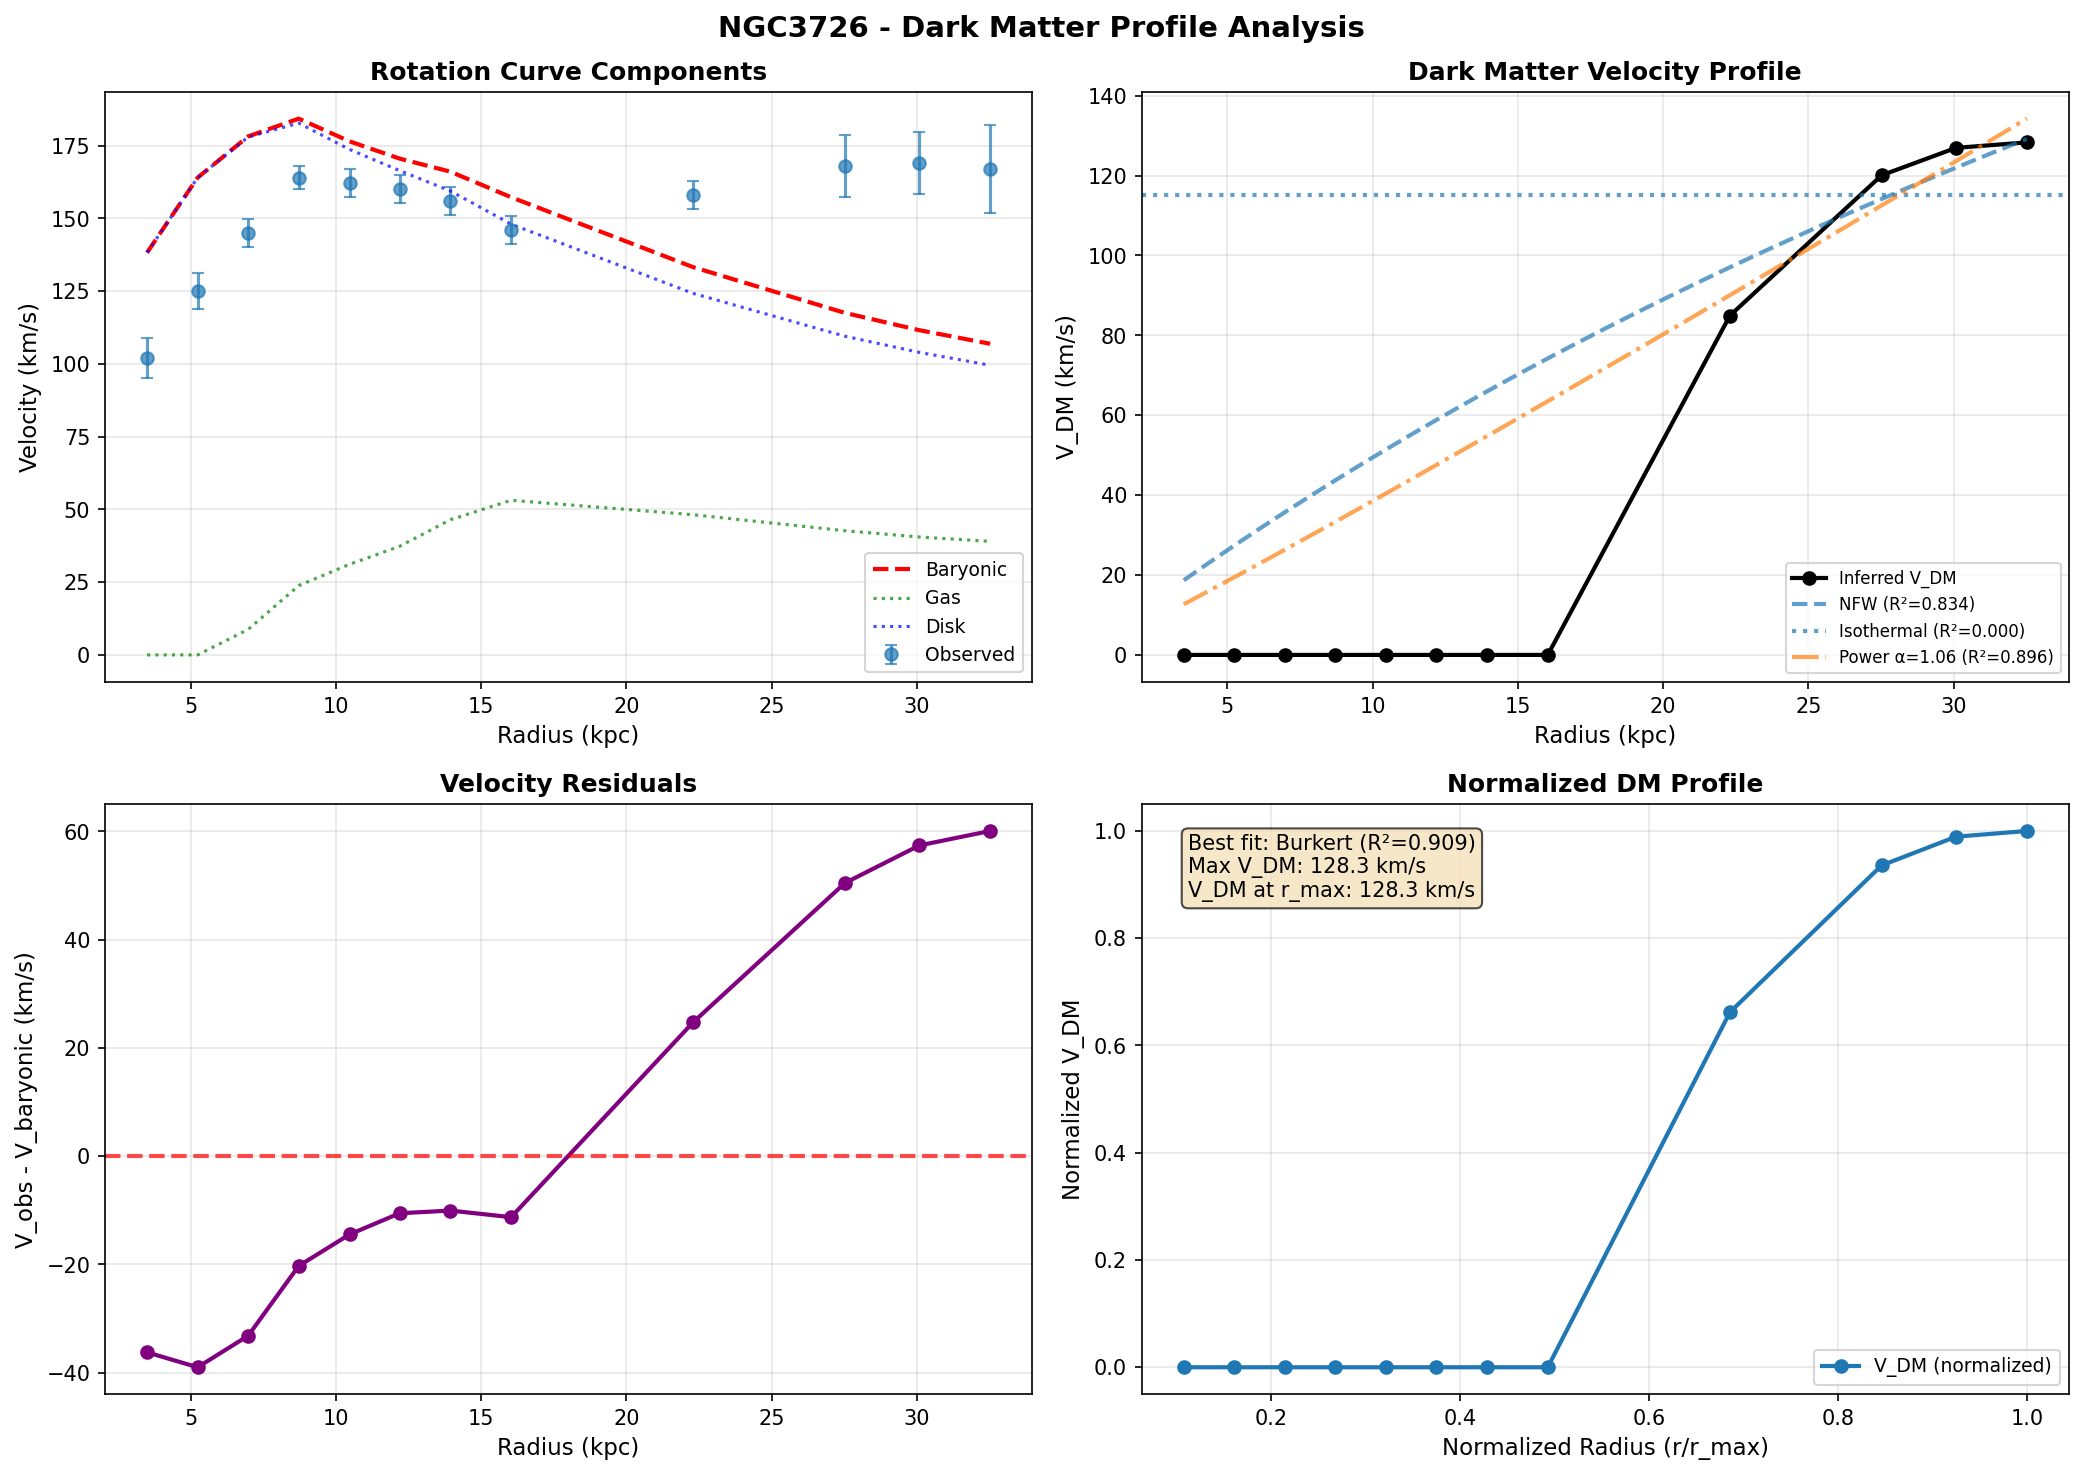 NGC3726 - Dark Matter Profile Analysis
Rotation Curve Components
Velocity (km/s)
175
150
125
100
75
50
25
0
5
10
15
20
25
30
Radius (kpc)
Baryonic
Gas
Disk
Observed
Dark Matter Velocity Profile
V_DM (km/s)
140
120
100
80
60
40
20
0
5
10
15
20
25
30
Radius (kpc)
Inferred V_DM
NFW (R²=0.834)
Isothermal (R²=0.000)
Power α=1.06 (R²=0.896)
Velocity Residuals
V_obs - V_baryonic (km/s)
60
40
20
0
−20
−40
5
10
15
20
25
30
Radius (kpc)
Normalized DM Profile
Normalized V_DM
1.0
0.8
0.6
0.4
0.2
0.0
Best fit: Burkert (R²=0.909)
Max V_DM: 128.3 km/s
V_DM at r_max: 128.3 km/s
V_DM (normalized)
0.2
0.4
0.6
0.8
1.0
Normalized Radius (r/r_max)